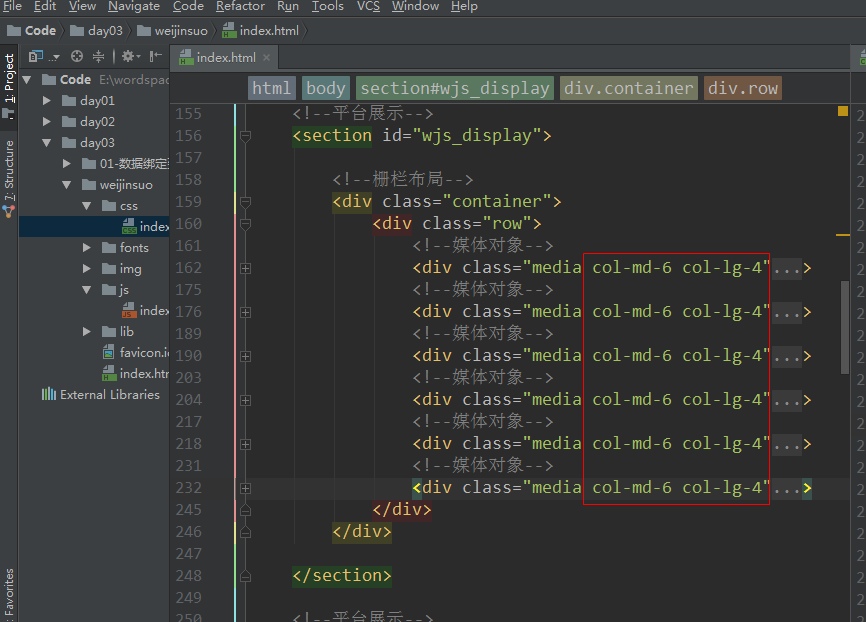 File Edit View Navigate Code Refactor Run Tools VCS Window Help
Code day03 weijinsuo index.html
1: Project
7: Structure
Favorites
Code E:\wordspac
day01
day02
day03
01-数据绑定
weijinsuo
css
index
fonts
img
js
index
lib
favicon.ic
index.htm
External Libraries
index.html
html body section#wjs_display div.container div.row
155 <!--平台展示-->
156 <section id="wjs_display">
157
158 <!--栅栏布局-->
159 <div class="container">
160 <div class="row">
161 <!--媒体对象-->
162 <div class="media col-md-6 col-lg-4"...>
175 <!--媒体对象-->
176 <div class="media col-md-6 col-lg-4"...>
189 <!--媒体对象-->
190 <div class="media col-md-6 col-lg-4"...>
203 <!--媒体对象-->
204 <div class="media col-md-6 col-lg-4"...>
217 <!--媒体对象-->
218 <div class="media col-md-6 col-lg-4"...>
231 <!--媒体对象-->
232 <div class="media col-md-6 col-lg-4"...>
245 </div>
246 </div>
247
248 </section>
249
250 <!--平台展示-->